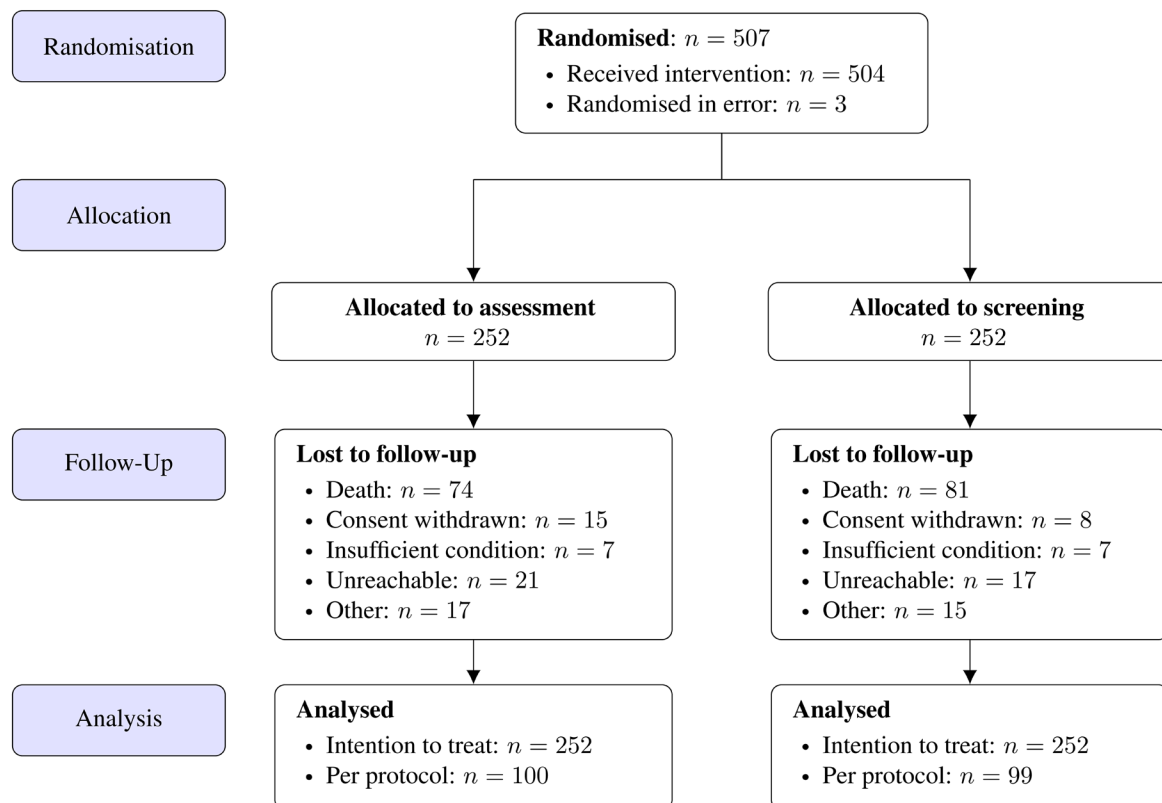 Randomisation
Randomised: n = 507
• Received intervention: n = 504
• Randomised in error: n = 3
Allocation
Allocated to assessment
n = 252
Allocated to screening
n = 252
Follow-Up
Lost to follow-up
• Death: n = 74
• Consent withdrawn: n = 15
• Insufficient condition: n = 7
• Unreachable: n = 21
• Other: n = 17
Lost to follow-up
• Death: n = 81
• Consent withdrawn: n = 8
• Insufficient condition: n = 7
• Unreachable: n = 17
• Other: n = 15
Analysis
Analysed
• Intention to treat: n = 252
• Per protocol: n = 100
Analysed
• Intention to treat: n = 252
• Per protocol: n = 99